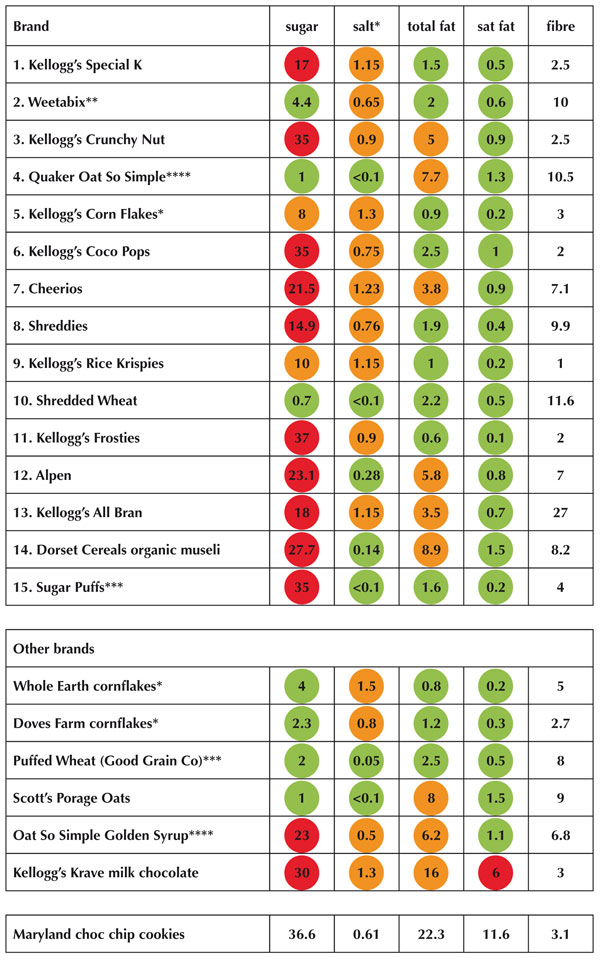 Brand sugar salt* total fat sat fat fibre
1. Kellogg's Special K 17 1.15 1.5 0.5 2.5
2. Weetabix** 4.4 0.65 2 0.6 10
3. Kellogg's Crunchy Nut 35 0.9 5 0.9 2.5
4. Quaker Oat So Simple**** 1 <0.1 7.7 1.3 10.5
5. Kellogg's Corn Flakes* 8 1.3 0.9 0.2 3
6. Kellogg's Coco Pops 35 0.75 2.5 1 2
7. Cheerios 21.5 1.23 3.8 0.9 7.1
8. Shreddies 14.9 0.76 1.9 0.4 9.9
9. Kellogg's Rice Krispies 10 1.15 1 0.2 1
10. Shredded Wheat 0.7 <0.1 2.2 0.5 11.6
11. Kellogg's Frosties 37 0.9 0.6 0.1 2
12. Alpen 23.1 0.28 5.8 0.8 7
13. Kellogg's All Bran 18 1.15 3.5 0.7 27
14. Dorset Cereals organic museli 27.7 0.14 8.9 1.5 8.2
15. Sugar Puffs*** 35 <0.1 1.6 0.2 4
Other brands
Whole Earth cornflakes* 4 1.5 0.8 0.2 5
Doves Farm cornflakes* 2.3 0.8 1.2 0.3 2.7
Puffed Wheat (Good Grain Co)*** 2 0.05 2.5 0.5 8
Scott's Porage Oats 1 <0.1 8 1.5 9
Oat So Simple Golden Syrup**** 23 0.5 6.2 1.1 6.8
Kellogg's Krave milk chocolate 30 1.3 16 6 3
Maryland choc chip cookies 36.6 0.61 22.3 11.6 3.1